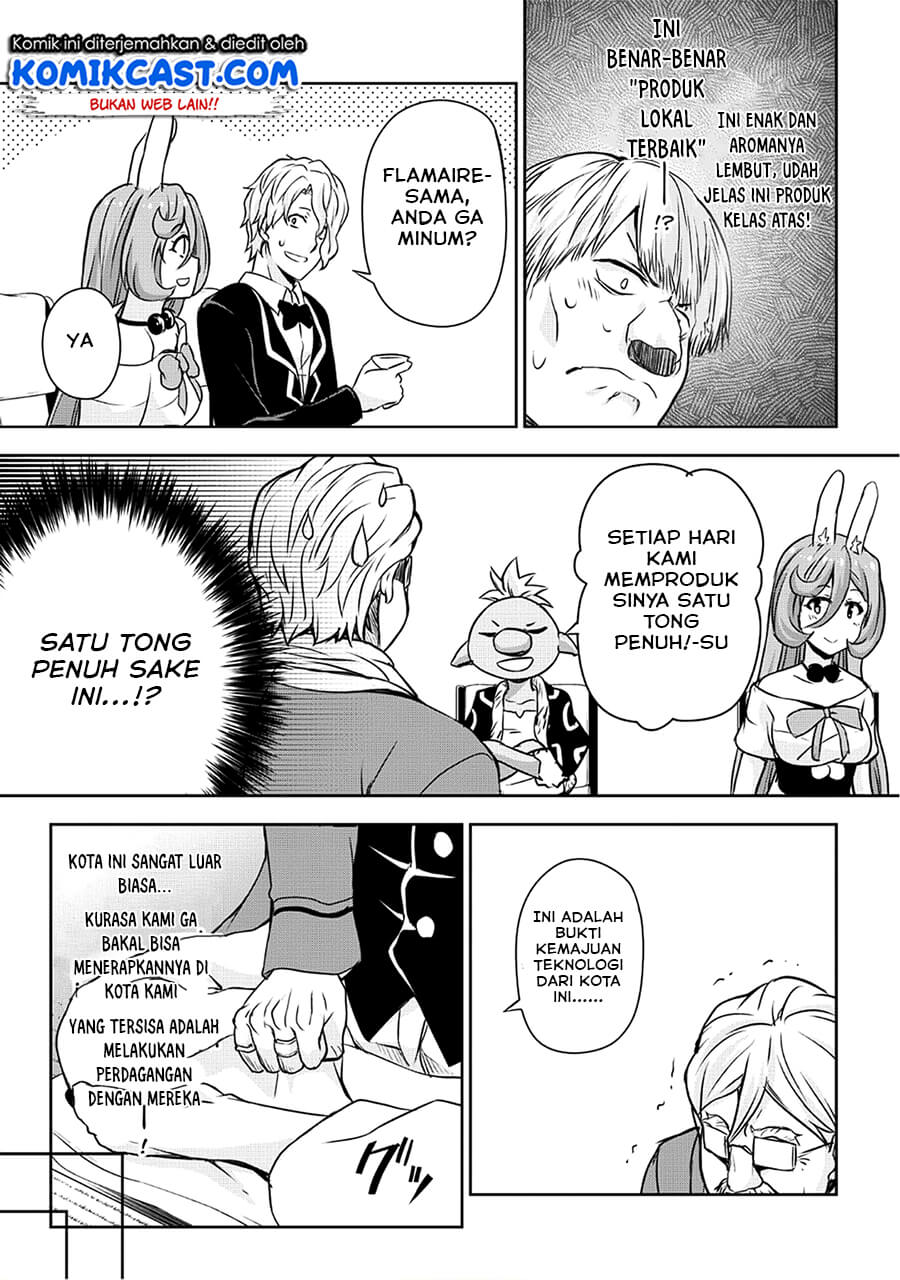 Komik ini diterjemahkan & diedit oleh
KOMIKCAST.COM
BUKAN WEB LAIN!!
INI
BENAR-BENAR
"PRODUK
LOKAL
TERBAIK"
!?
INI ENAK DAN
AROMANYA
LEMBUT, UDAH
JELAS INI PRODUK
KELAS ATAS!
FLAMAIRE-
SAMA,
ANDA GA
MINUM?
YA
SETIAP HARI
KAMI
MEMPRODUK
SINYA SATU
TONG
PENUH!-SU
SATU TONG
PENUH SAKE
INI...!?
INI ADALAH
BUKTI
KEMAJUAN
TEKNOLOGI
DARI KOTA
INI......
KOTA INI SANGAT LUAR
BIASA...
KURASA KAMI GA
BAKAL BISA
MENERAPKANNYA DI
KOTA KAMI
YANG TERSISA ADALAH
MELAKUKAN
PERDAGANGAN
DENGAN MEREKA
!
グッ